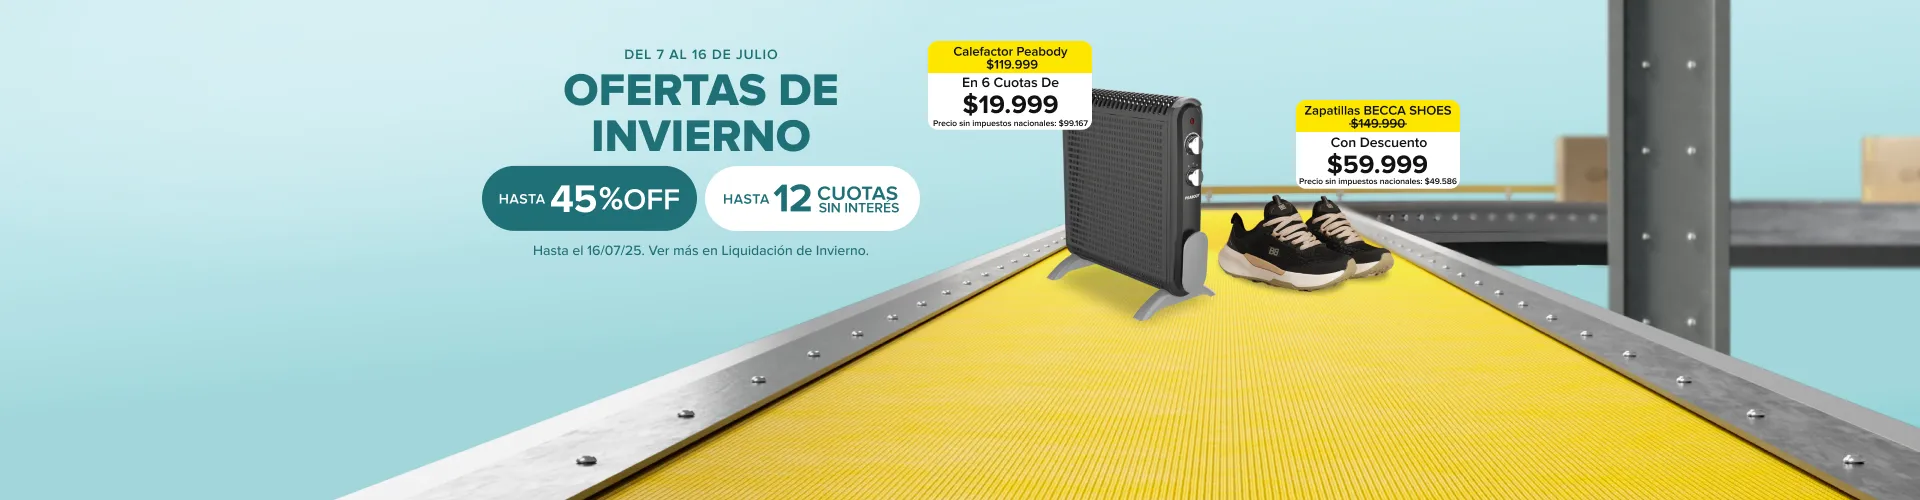 DEL 7 AL 16 DE JULIO
OFERTAS DE
INVIERNO
HASTA 45%OFF
HASTA 12 CUOTAS
SIN INTERÉS
Hasta el 16/07/25. Ver más en Liquidación de Invierno.
Calefactor Peabody
$119.999
En 6 Cuotas De
$19.999
Precio sin impuestos nacionales: $99.167
PEABODY
Zapatillas BECCA SHOES
$149.990
Con Descuento
$59.999
Precio sin impuestos nacionales: $49.586